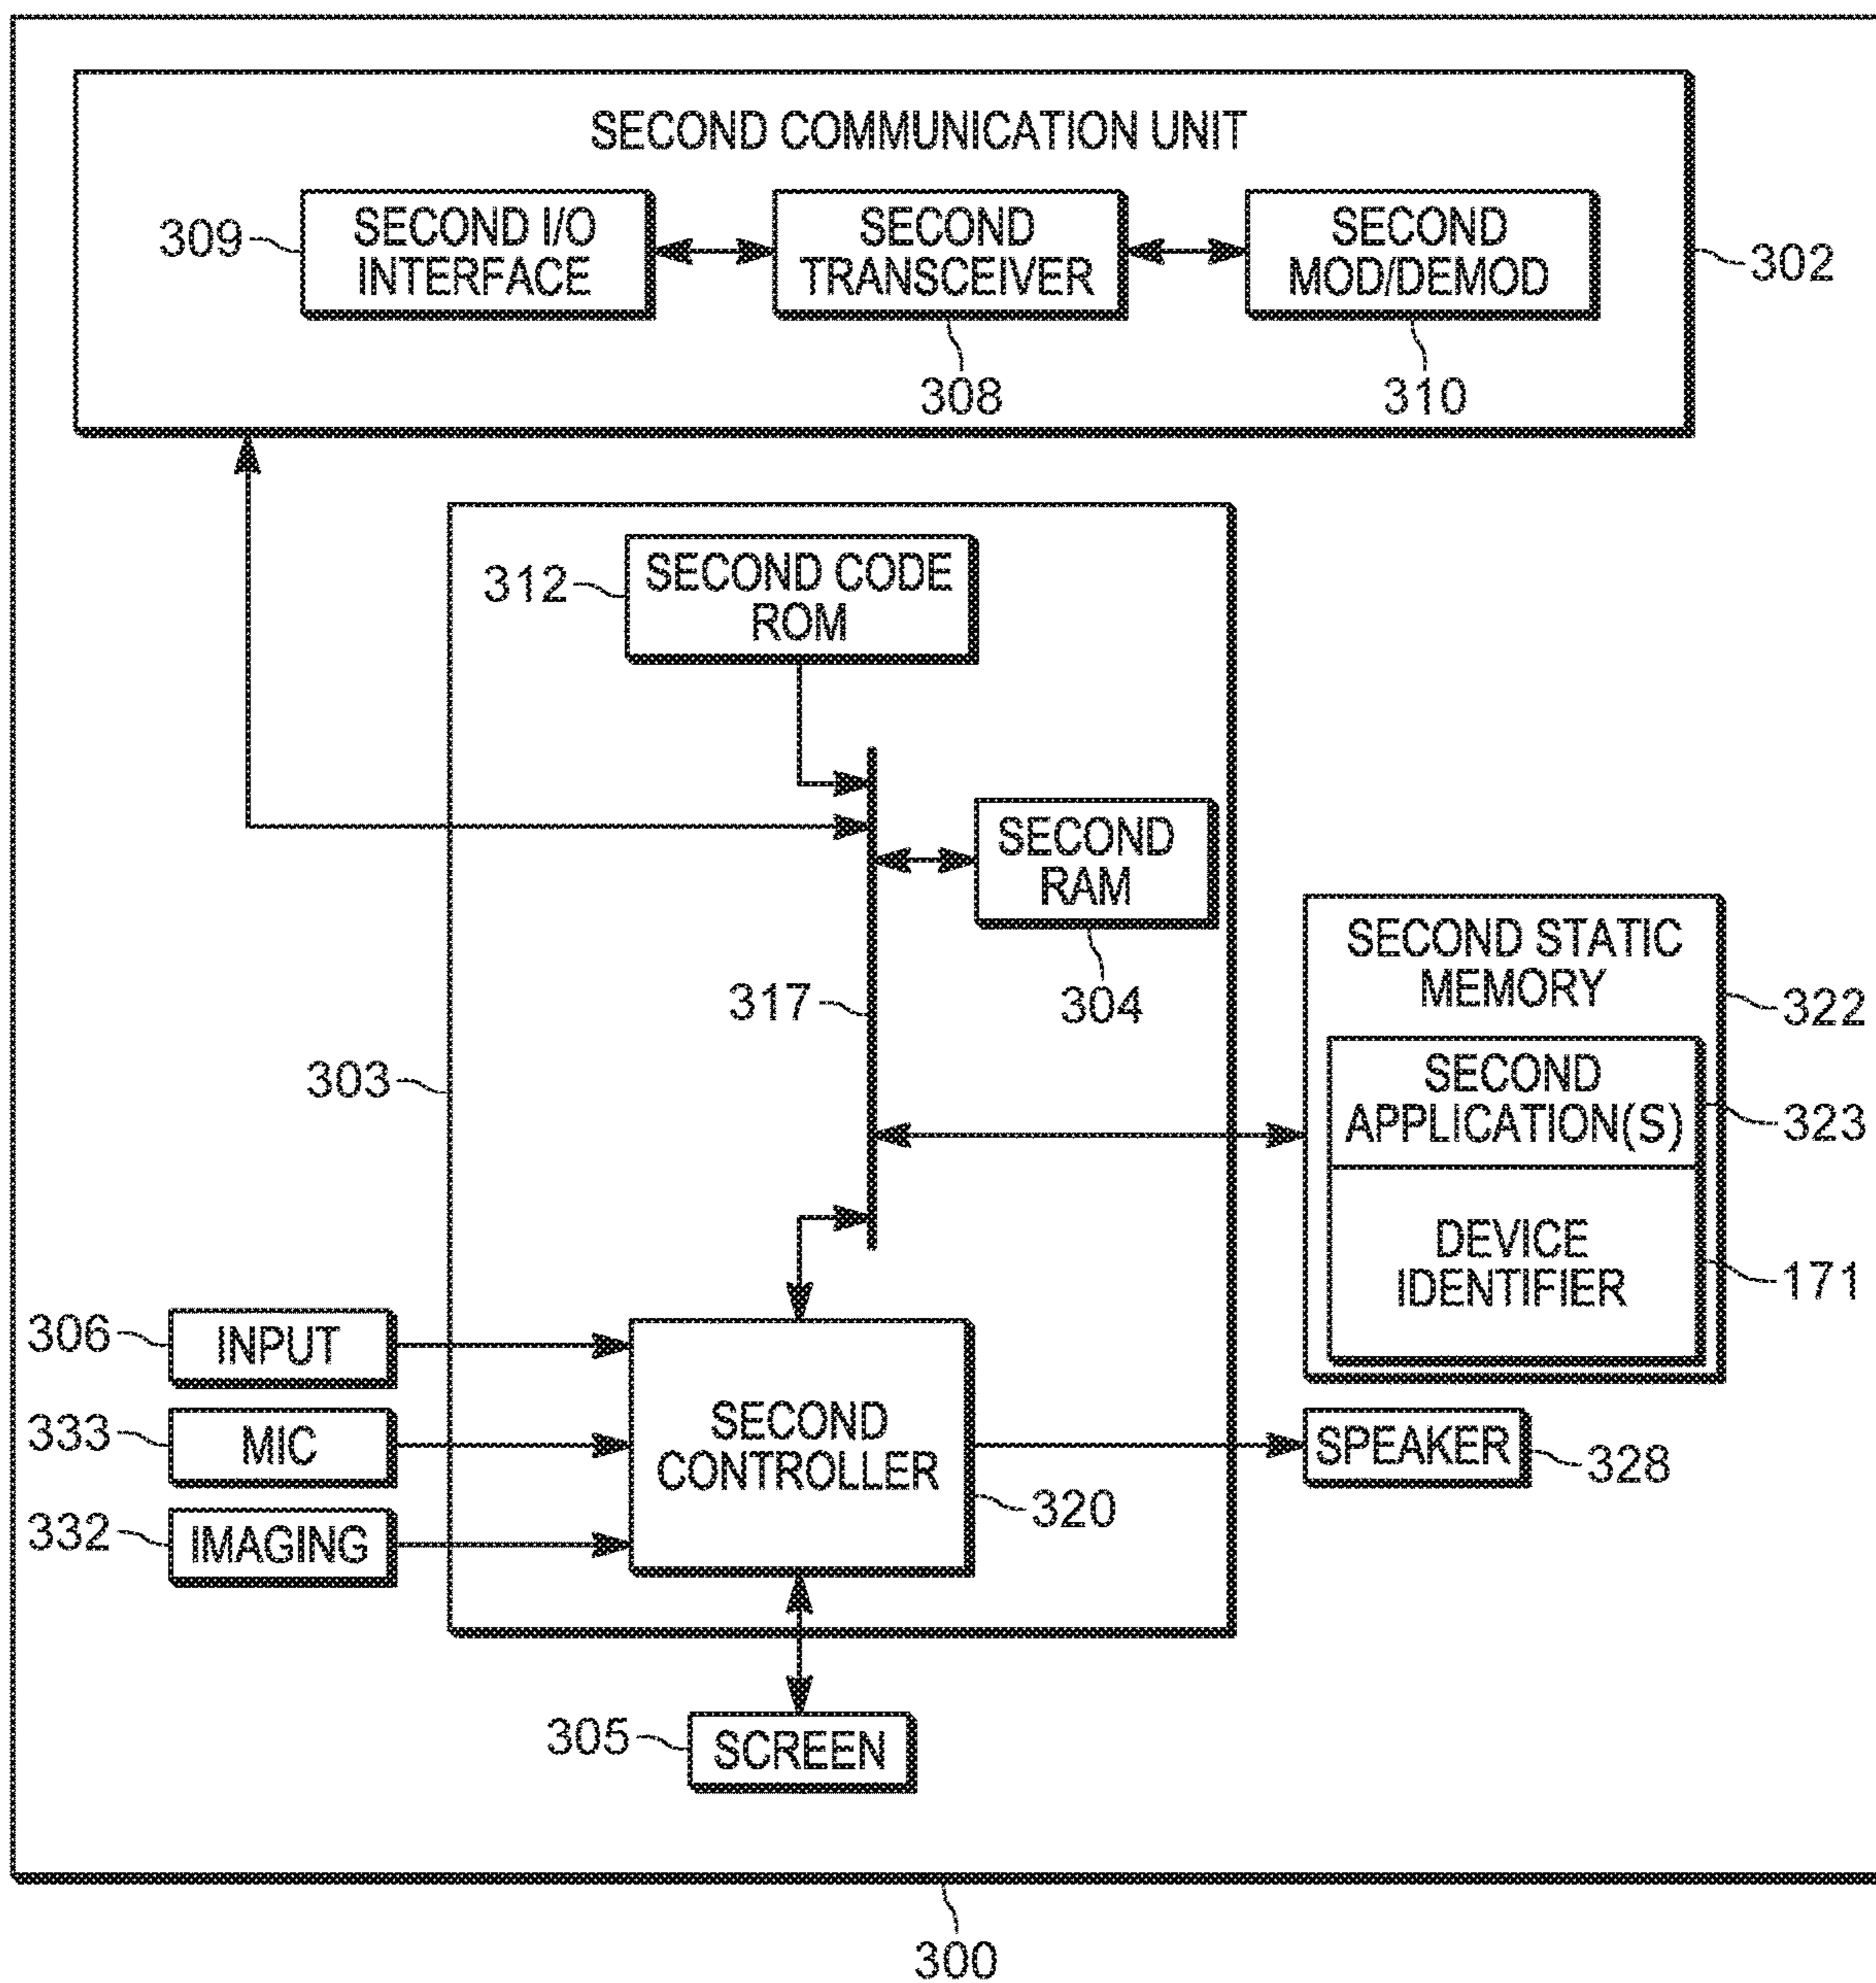 SECOND COMMUNICATION UNIT
309
SECOND I/O
INTERFACE
SECOND
TRANSCEIVER
SECOND
MOD/DEMOD
302
308
310
312
SECOND CODE
ROM
SECOND
RAM
304
317
303
SECOND STATIC
MEMORY
322
SECOND
APPLICATION(S)
323
DEVICE
IDENTIFIER
171
306
INPUT
333
MIC
332
IMAGING
SECOND
CONTROLLER
320
SPEAKER
328
305
SCREEN
300